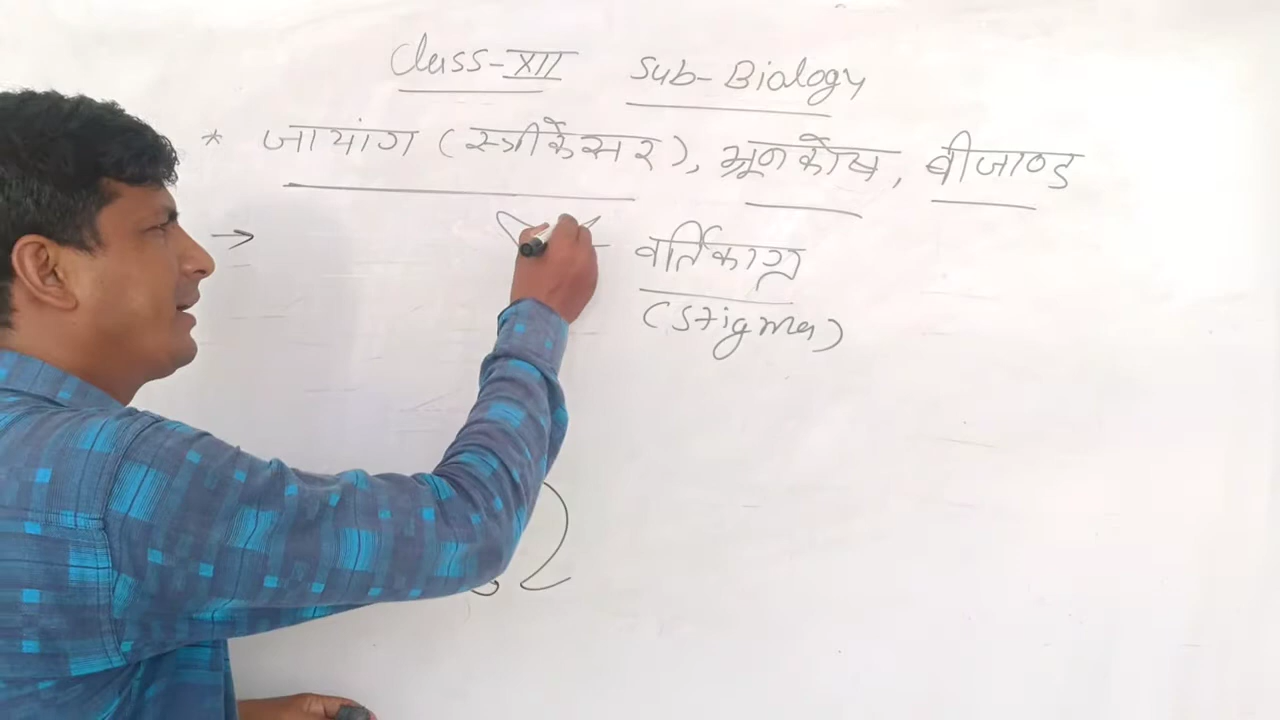 Class-XII Sub-Biology
* जायांग (स्त्रीकेसर), भ्रूणकोष, बीजाण्ड
→ वर्तिकाग्र
(Stigma)